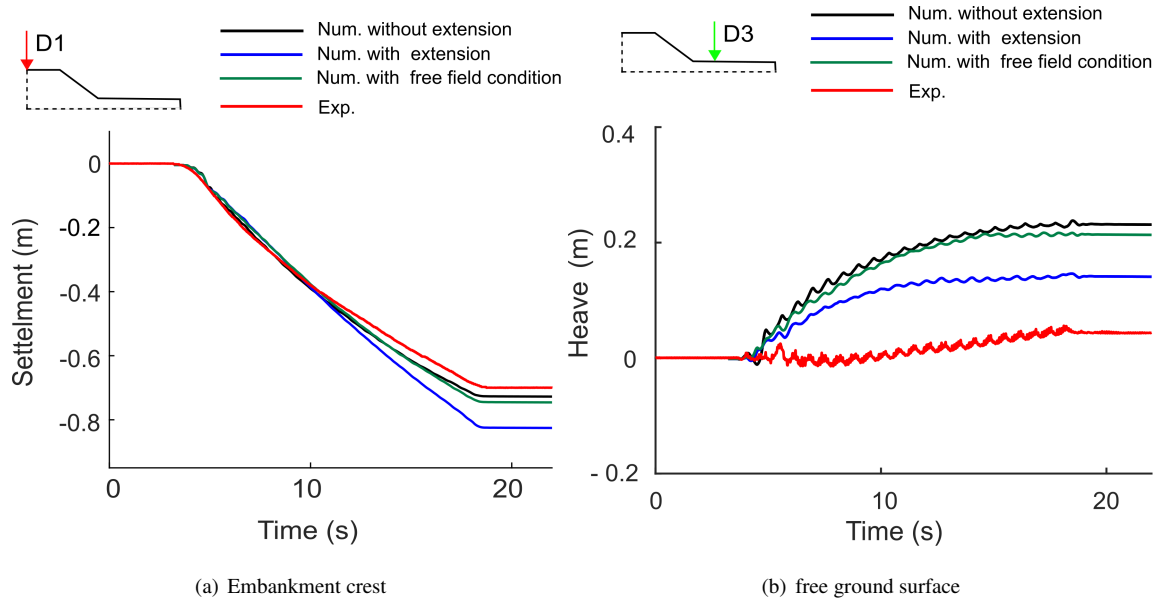 D1
Num. without extension
Num. with extension
Num. with free field condition
Exp.
0
-0.2
-0.4
-0.6
-0.8
Settelment (m)
0
10
20
Time (s)
(a) Embankment crest
D3
Num. without extension
Num. with extension
Num. with free field condition
Exp.
0.4
0.2
0
- 0.2
Heave (m)
0
10
20
Time (s)
(b) free ground surface